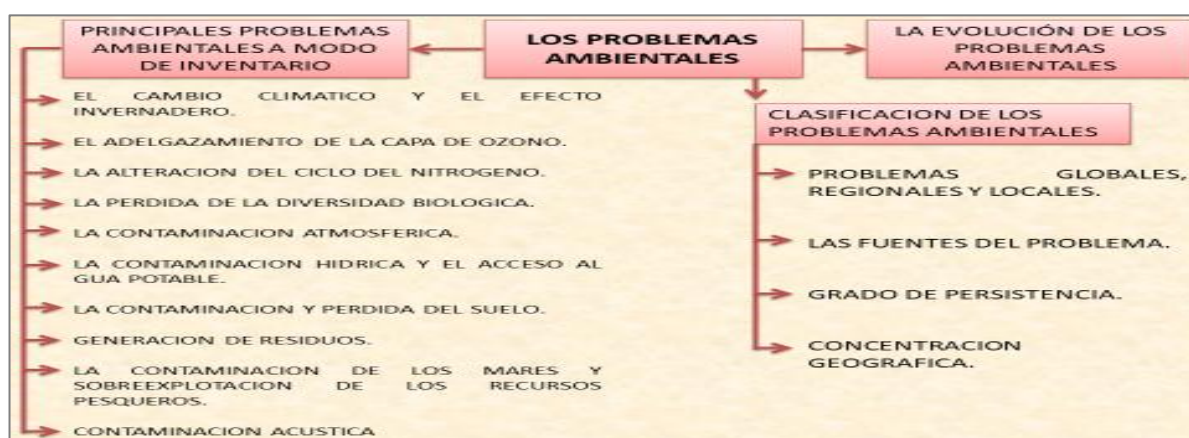 PRINCIPALES PROBLEMAS
AMBIENTALES A MODO
DE INVENTARIO
LOS PROBLEMAS
AMBIENTALES
LA EVOLUCIÓN DE LOS
PROBLEMAS
AMBIENTALES
EL CAMBIO CLIMATICO Y EL EFECTO
INVERNADERO.
EL ADELGAZAMIENTO DE LA CAPA DE OZONO.
LA ALTERACION DEL CICLO DEL NITROGENO.
LA PERDIDA DE LA DIVERSIDAD BIOLOGICA.
LA CONTAMINACION ATMOSFERICA.
LA CONTAMINACION HIDRICA Y EL ACCESO AL
GUA POTABLE.
LA CONTAMINACION Y PERDIDA DEL SUELO.
GENERACION DE RESIDUOS.
LA CONTAMINACION DE LOS MARES Y
SOBREEXPLOTACION DE LOS RECURSOS
PESQUEROS.
CONTAMINACION ACUSTICA
CLASIFICACION DE LOS
PROBLEMAS AMBIENTALES
PROBLEMAS GLOBALES,
REGIONALES Y LOCALES.
LAS FUENTES DEL PROBLEMA.
GRADO DE PERSISTENCIA.
CONCENTRACION
GEOGRAFICA.